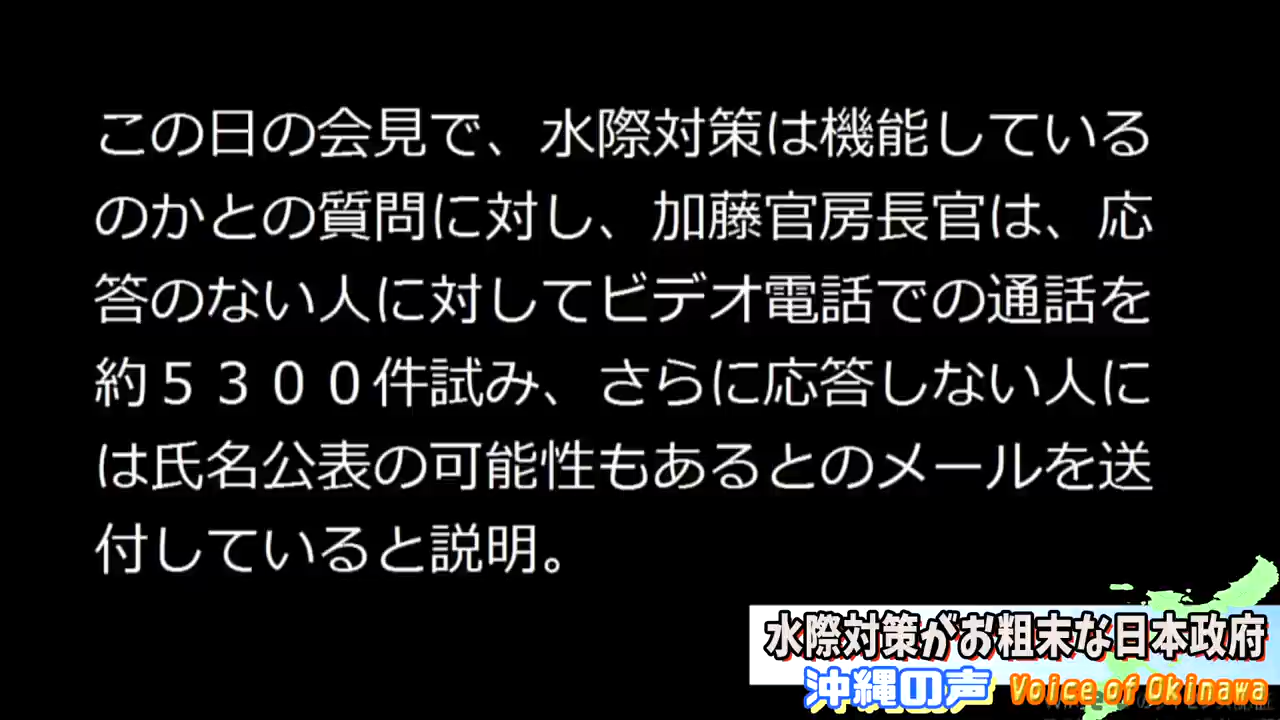 この日の会見で、水際対策は機能している
のかとの質問に対し、加藤官房長官は、応
答のない人に対してビデオ電話での通話を
約５３００件試み、さらに応答しない人に
は氏名公表の可能性もあるとのメールを送
付していると説明。
水際対策がお粗末な日本政府
沖縄の声 Voice of Okinawa